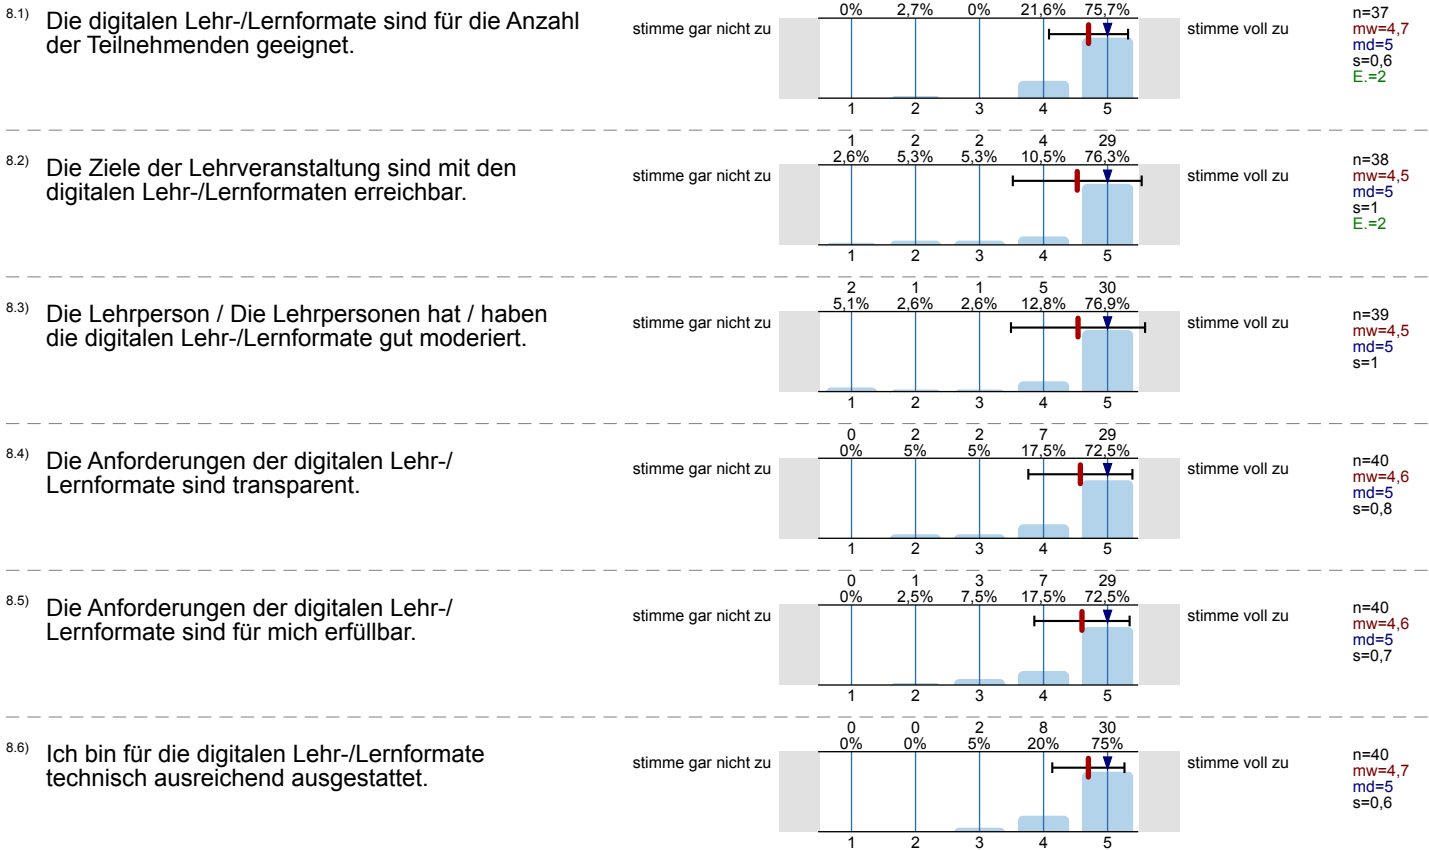 8.1) Die digitalen Lehr-/Lernformate sind für die Anzahl
der Teilnehmenden geeignet.
stimme gar nicht zu
0% 2,7% 0% 21,6% 75,7%
1 2 3 4 5
stimme voll zu
n=37
mw=4,7
md=5
s=0,6
E.=2
8.2) Die Ziele der Lehrveranstaltung sind mit den
digitalen Lehr-/Lernformaten erreichbar.
stimme gar nicht zu
1 2 2 4 29
2,6% 5,3% 5,3% 10,5% 76,3%
1 2 3 4 5
stimme voll zu
n=38
mw=4,5
md=5
s=1
E.=2
8.3) Die Lehrperson / Die Lehrpersonen hat / haben
die digitalen Lehr-/Lernformate gut moderiert.
stimme gar nicht zu
2 1 1 5 30
5,1% 2,6% 2,6% 12,8% 76,9%
1 2 3 4 5
stimme voll zu
n=39
mw=4,5
md=5
s=1
8.4) Die Anforderungen der digitalen Lehr-/
Lernformate sind transparent.
stimme gar nicht zu
0 2 2 7 29
0% 5% 5% 17,5% 72,5%
1 2 3 4 5
stimme voll zu
n=40
mw=4,6
md=5
s=0,8
8.5) Die Anforderungen der digitalen Lehr-/
Lernformate sind für mich erfüllbar.
stimme gar nicht zu
0 1 3 7 29
0% 2,5% 7,5% 17,5% 72,5%
1 2 3 4 5
stimme voll zu
n=40
mw=4,6
md=5
s=0,7
8.6) Ich bin für die digitalen Lehr-/Lernformate
technisch ausreichend ausgestattet.
stimme gar nicht zu
0 0 2 8 30
0% 0% 5% 20% 75%
1 2 3 4 5
stimme voll zu
n=40
mw=4,7
md=5
s=0,6